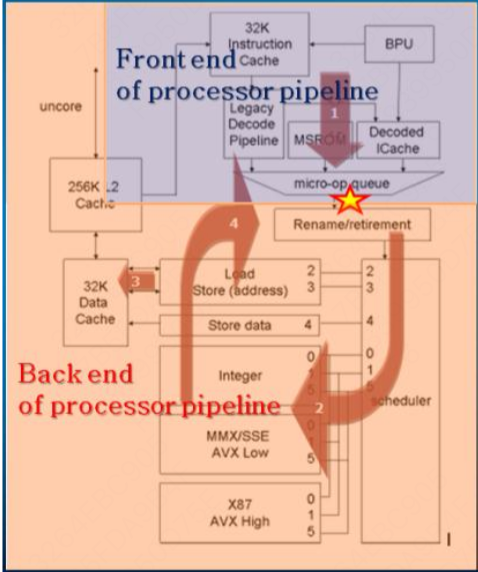 32K
Instruction
Cache
BPU
Front end
of processor pipeline
uncore
Legacy
Decode
Pipeline
1
MSROM
Decoded
ICache
micro-op queue
256K L2
Cache
4
Rename/retirement
32K
Data
Cache
3
Load
Store (address)
2
3
2
3
Store data
4
4
Integer
0
1
5
0
1
5
scheduler
Back end
of processor pipeline
2
MMX/SSE
AVX Low
0
1
5
X87
AVX High
0
1
5